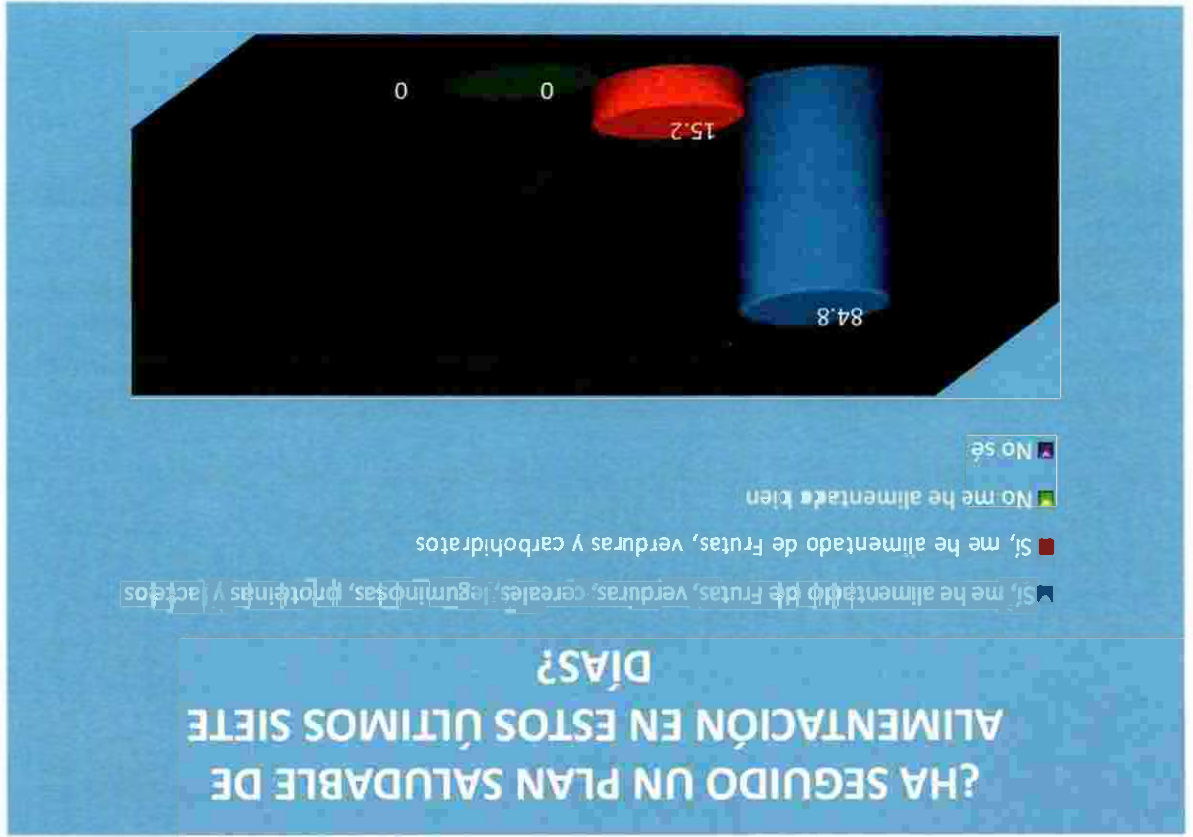 ¿HA SEGUIDO UN PLAN SALUDABLE DE
ALIMENTACIÓN EN ESTOS ÚLTIMOS SIETE
DÍAS?
Sí, me he alimentado de Frutas, verduras, cereales, leguminosas, proteínas y lacteos
Sí, me he alimentado de Frutas, verduras y carbohidratos
No me he alimentado bien
No sé
84.8
15.2
0
0